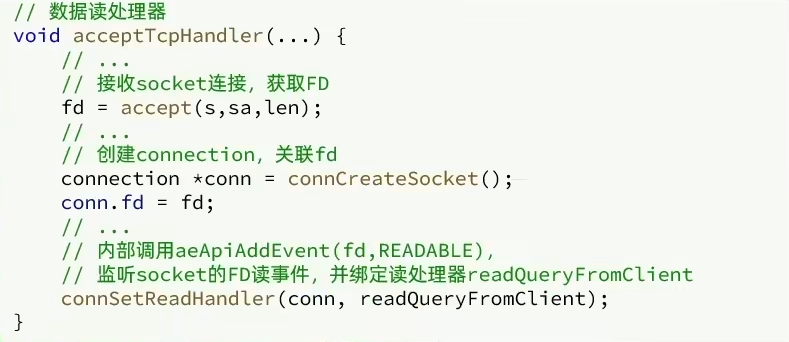 // 数据读处理器
void acceptTcpHandler(...) {
    // ...
    // 接收socket连接，获取FD
    fd = accept(s,sa,len);
    // ...
    // 创建connection，关联fd
    connection *conn = connCreateSocket();
    conn.fd = fd;
    // ...
    // 内部调用aeApiAddEvent(fd,READABLE)，
    // 监听socket的FD读事件，并绑定读处理器readQueryFromClient
    connSetReadHandler(conn, readQueryFromClient);
}